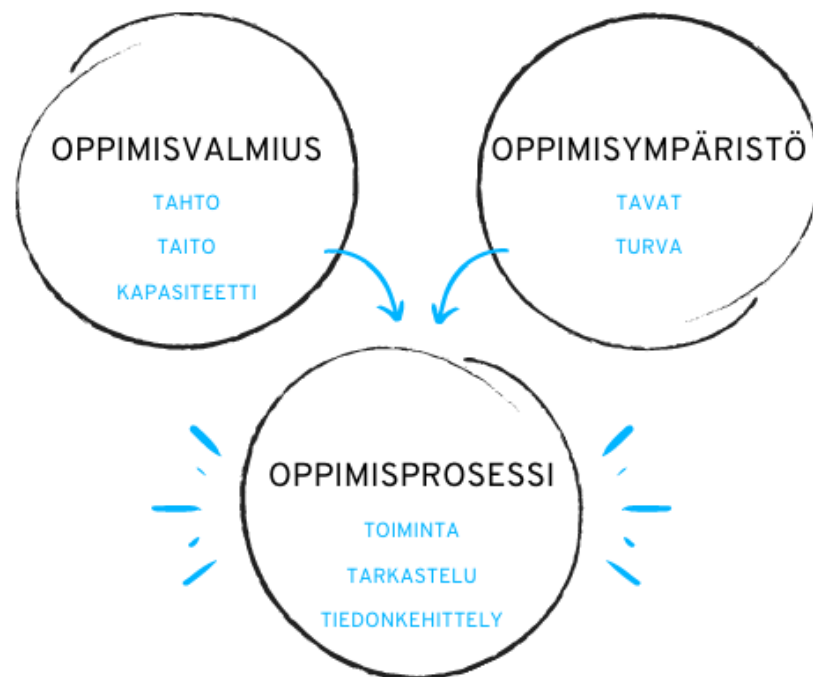 OPPIMISVALMIUS
TAHTO
TAITO
KAPASITEETTI
OPPIMISYMPÄRISTÖ
TAVAT
TURVA
OPPIMISPROSESSI
TOIMINTA
TARKASTELU
TIEDONKEHITTELY